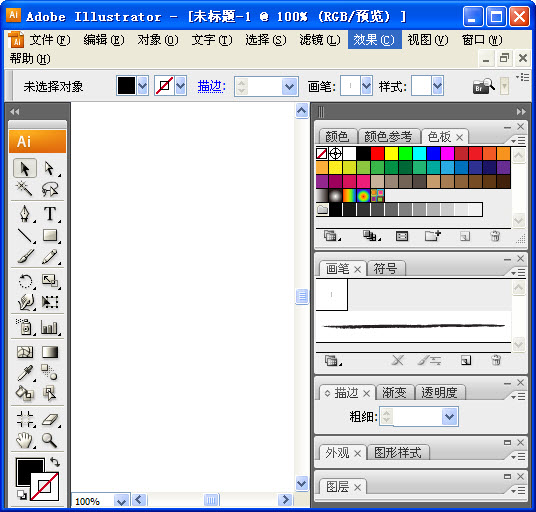 Ai Adobe Illustrator - [未标题-1 @ 100% (RGB/预览) ]
文件(F) 编辑(E) 对象(O) 文字(T) 选择(S) 滤镜(L) 效果(C) 视图(V) 窗口(W)
帮助(H)
未选择对象 描边: 画笔: 样式: Br
Ai
颜色 颜色参考 色板
T
画笔 符号
描边 渐变 透明度
粗细:
外观 图形样式
图层
100%